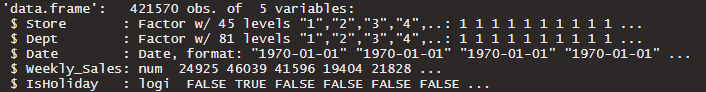 'data.frame':   421570 obs. of  5 variables:
 $ Store       : Factor w/ 45 levels "1","2","3","4",..: 1 1 1 1 1 1 1 1 1 1 ...
 $ Dept        : Factor w/ 81 levels "1","2","3","4",..: 1 1 1 1 1 1 1 1 1 1 ...
 $ Date        : Date, format: "1970-01-01" "1970-01-01" "1970-01-01" "1970-01-01" ...
 $ Weekly_Sales: num  24925 46039 41596 19404 21828 ...
 $ IsHoliday   : logi  FALSE TRUE FALSE FALSE FALSE FALSE ...